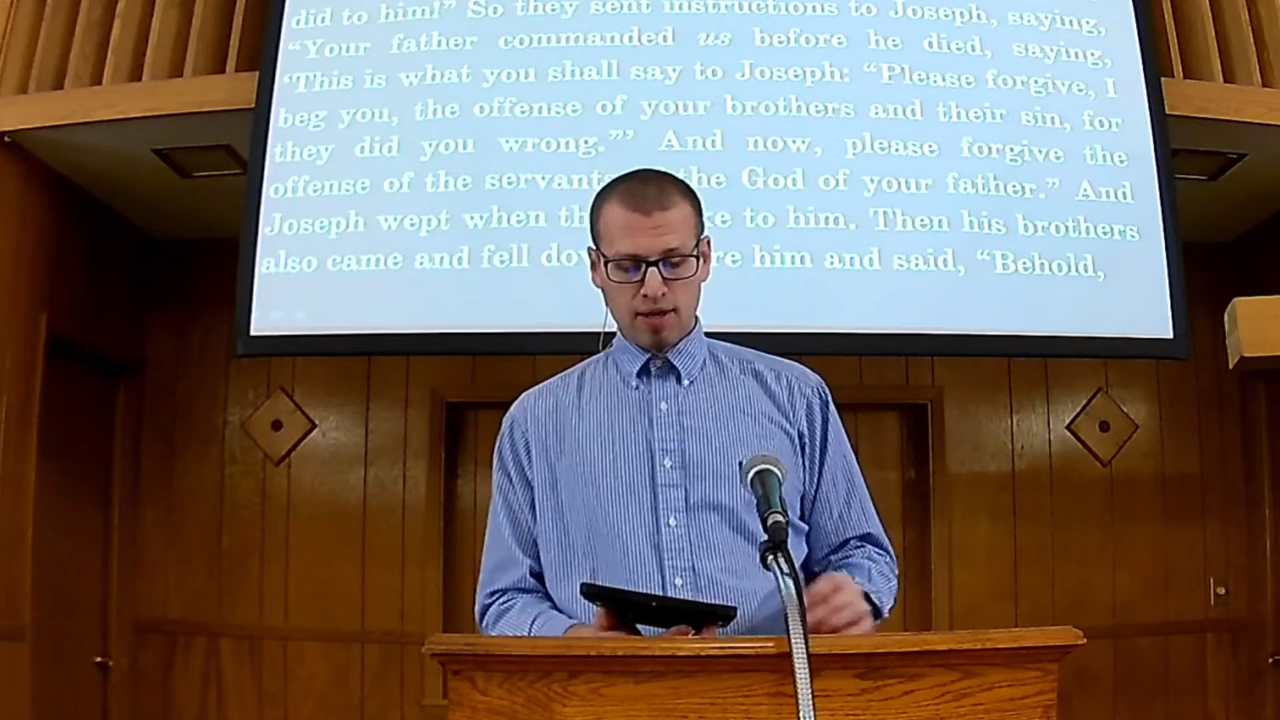 did to him!” So they sent instructions to Joseph, saying,
“Your father commanded us before he died, saying,
‘This is what you shall say to Joseph: “Please forgive, I
beg you, the offense of your brothers and their sin, for
they did you wrong.”’ And now, please forgive the
offense of the servants the God of your father.” And
Joseph wept when th ke to him. Then his brothers
also came and fell dow re him and said, “Behold,